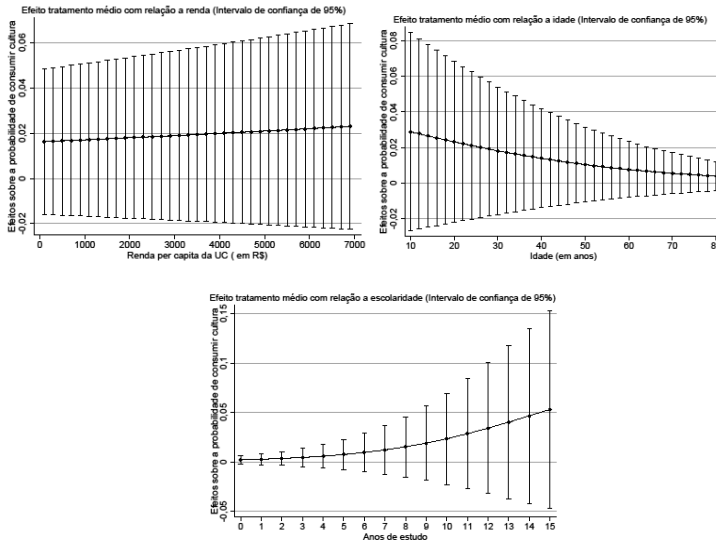 Efeito tratamento médio com relação a renda (Intervalo de confiança de 95%)
Efeitos sobre a probabilidade de consumir cultura
0,06
0,04
0,02
0
-0,02
0 1000 2000 3000 4000 5000 6000 7000
Renda per capita da UC ( em R$)
Efeito tratamento médio com relação a idade (Intervalo de confiança de 95%)
Efeitos sobre a probabilidade de consumir cultura
0,08
0,06
0,04
0,02
0
-0,02
10 20 30 40 50 60 70 80
Idade (em anos)
Efeito tratamento médio com relação a escolaridade (Intervalo de confiança de 95%)
Efeitos sobre a probabilidade de consumir cultura
0,15
0,1
0,05
0
-0,05
0 1 2 3 4 5 6 7 8 9 10 11 12 13 14 15
Anos de estudo